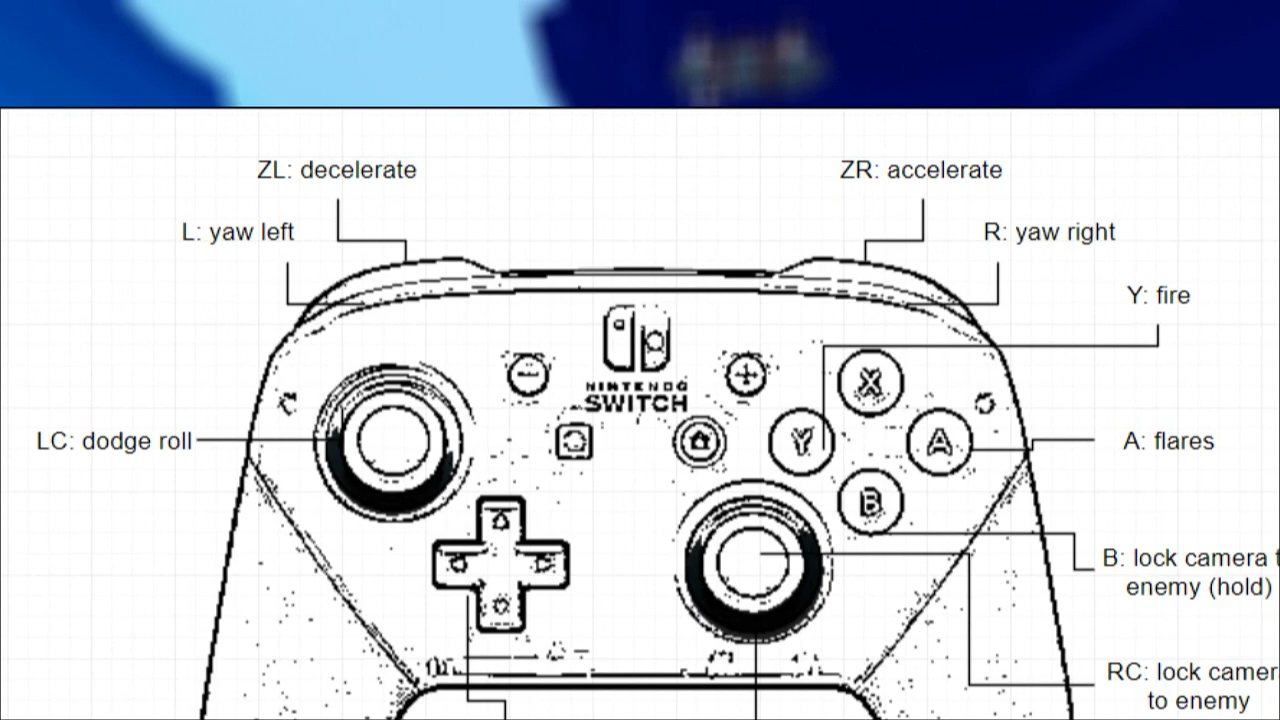 ZL: decelerate
ZR: accelerate
L: yaw left
R: yaw right
Y: fire
NINTENDO
SWITCH
X
LC: dodge roll
Y
A
A: flares
B
B: lock camera t
enemy (hold)
RC: lock camer
to enemy